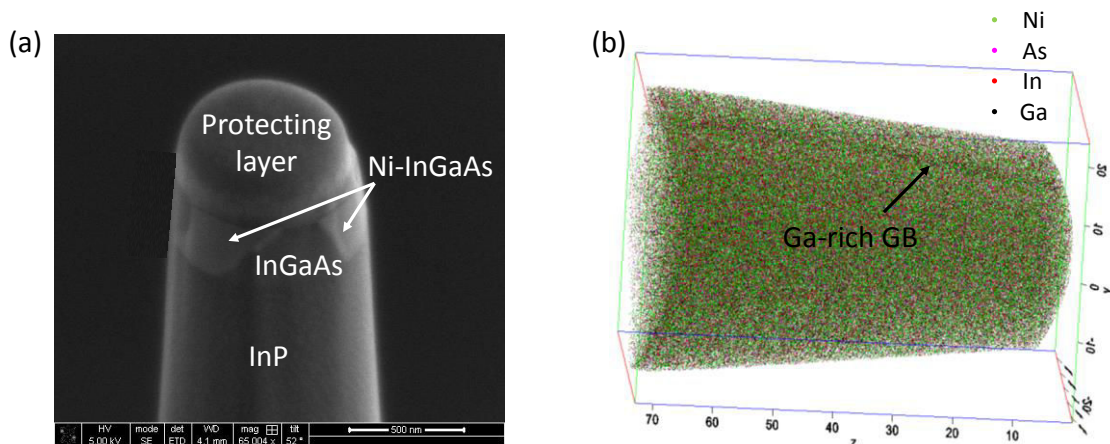 (a)
Protecting
layer
Ni-InGaAs
InGaAs
InP
HV mode det WD mag tilt
5.00 kV SE ETD 4.1 mm 65 004 x 52 °
500 nm
(b)
Ni
As
In
Ga
Ga-rich GB
20
10
0
-10
70 60 50 40 30 20 10